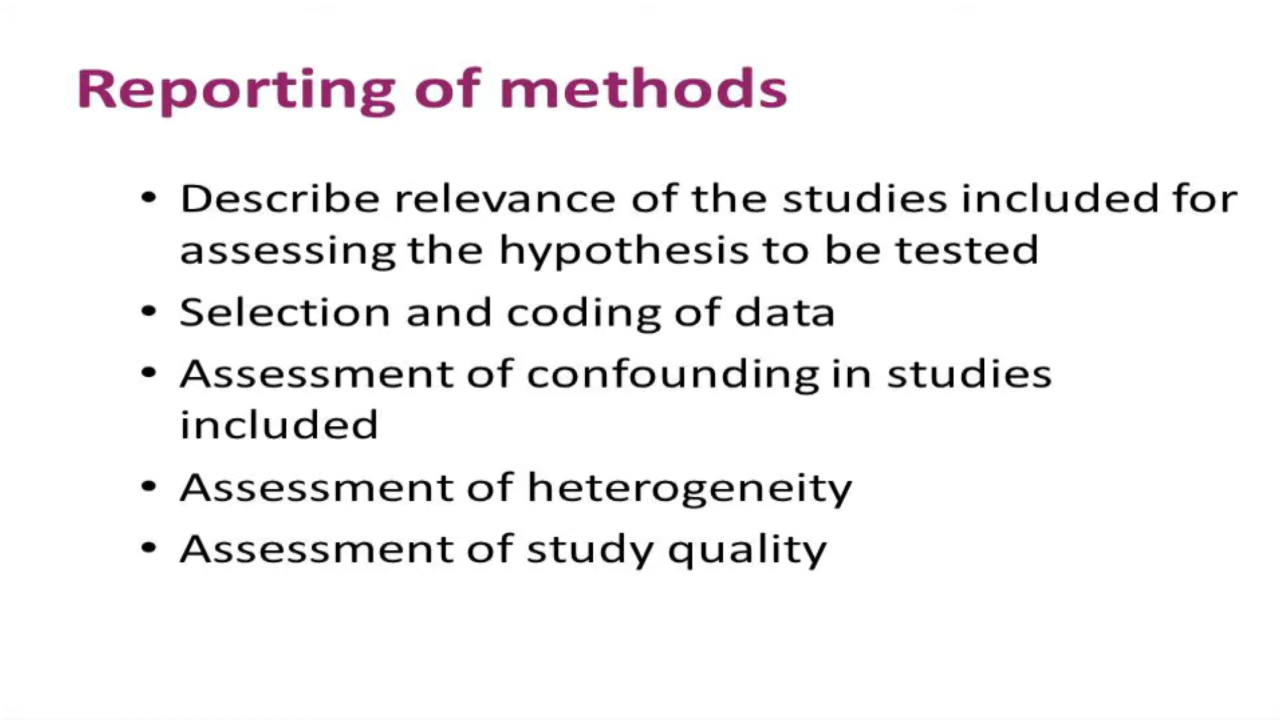 Reporting of methods
• Describe relevance of the studies included for
assessing the hypothesis to be tested
• Selection and coding of data
• Assessment of confounding in studies
included
• Assessment of heterogeneity
• Assessment of study quality